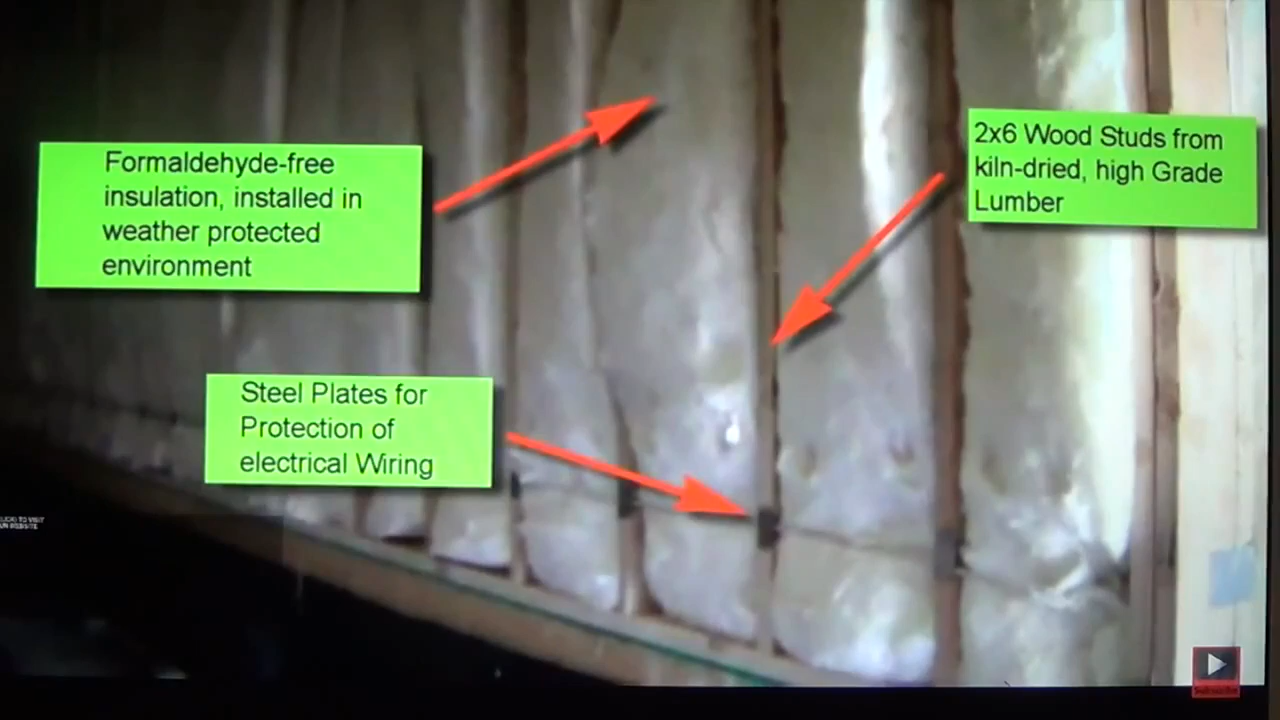 Formaldehyde-free
insulation, installed in
weather protected
environment
2x6 Wood Studs from
kiln-dried, high Grade
Lumber
Steel Plates for
Protection of
electrical Wiring
Subscribe